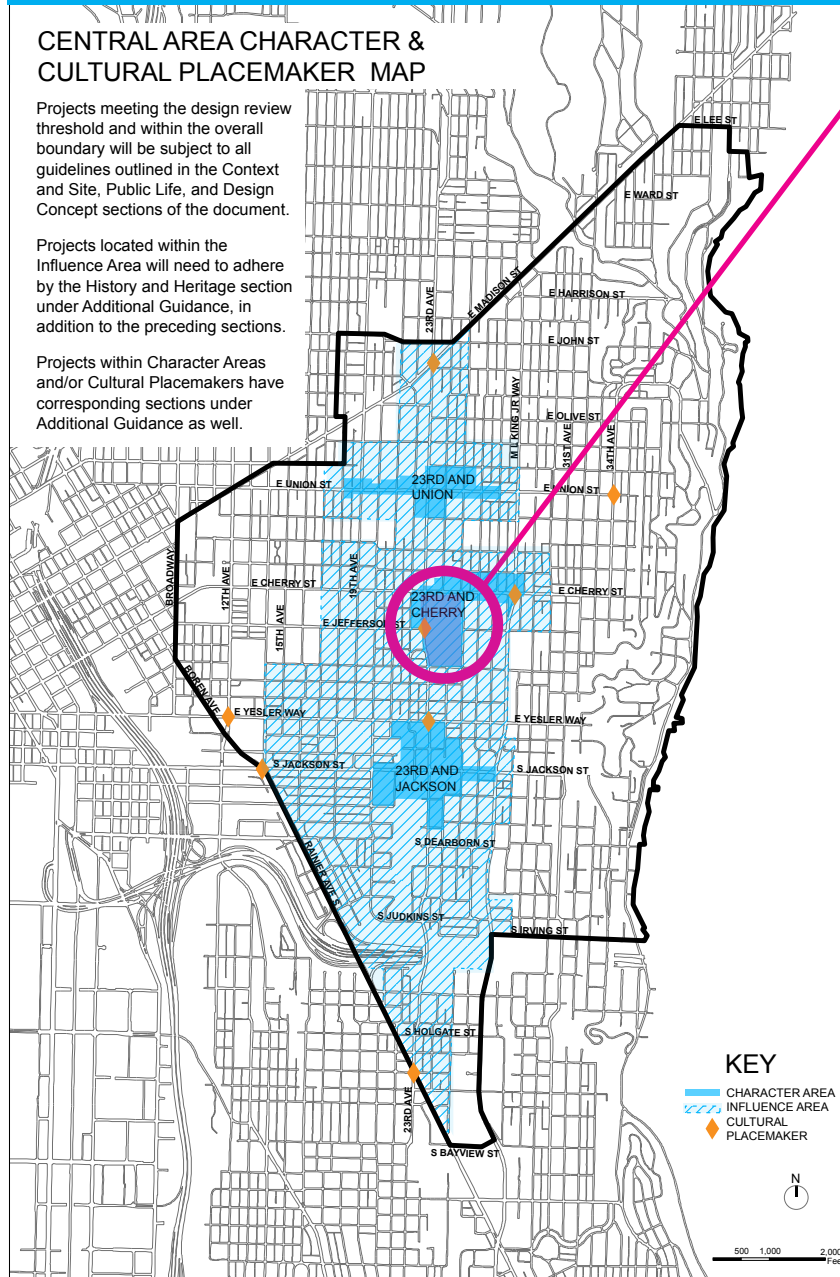 CENTRAL AREA CHARACTER &
CULTURAL PLACEMAKER MAP
Projects meeting the design review
threshold and within the overall
boundary will be subject to all
guidelines outlined in the Context
and Site, Public Life, and Design
Concept sections of the document.
Projects located within the
Influence Area will need to adhere
by the History and Heritage section
under Additional Guidance, in
addition to the preceding sections.
Projects within Character Areas
and/or Cultural Placemakers have
corresponding sections under
Additional Guidance as well.
E LEE ST
E WARD ST
E MADISON ST
23RD AVE
E HARRISON ST
E JOHN ST
M L KING JR WAY
E OLIVE ST
31ST AVE
34TH AVE
E UNION ST
23RD AND
UNION
E UNION ST
BROADWAY
12TH AVE
15TH AVE
19TH AVE
E CHERRY ST
23RD AND
CHERRY
E CHERRY ST
E JEFFERSON ST
BOREN AVE
E YESLER WAY
E YESLER WAY
S JACKSON ST
23RD AND
JACKSON
S JACKSON ST
S DEARBORN ST
RAINIER AVE S
S JUDKINS ST
S IRVING ST
S HOLGATE ST
23RD AVE
S BAYVIEW ST
KEY
CHARACTER AREA
INFLUENCE AREA
CULTURAL
PLACEMAKER
N
500 1,000 2,000
Feet